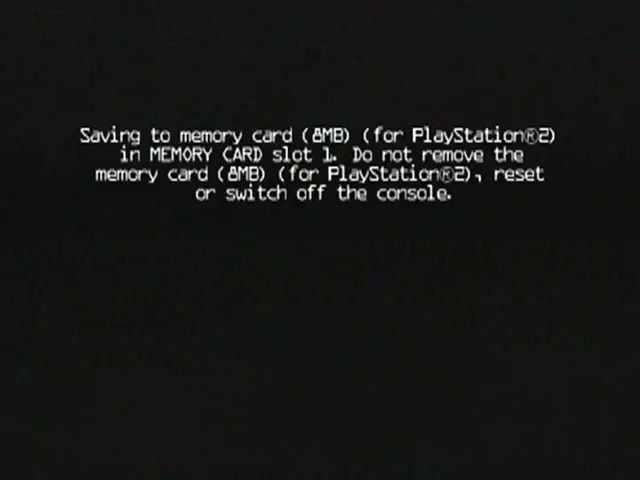 Saving to memory card (8MB) (for PlayStation®2)
in MEMORY CARD slot 1. Do not remove the
memory card (8MB) (for PlayStation®2), reset
or switch off the console.